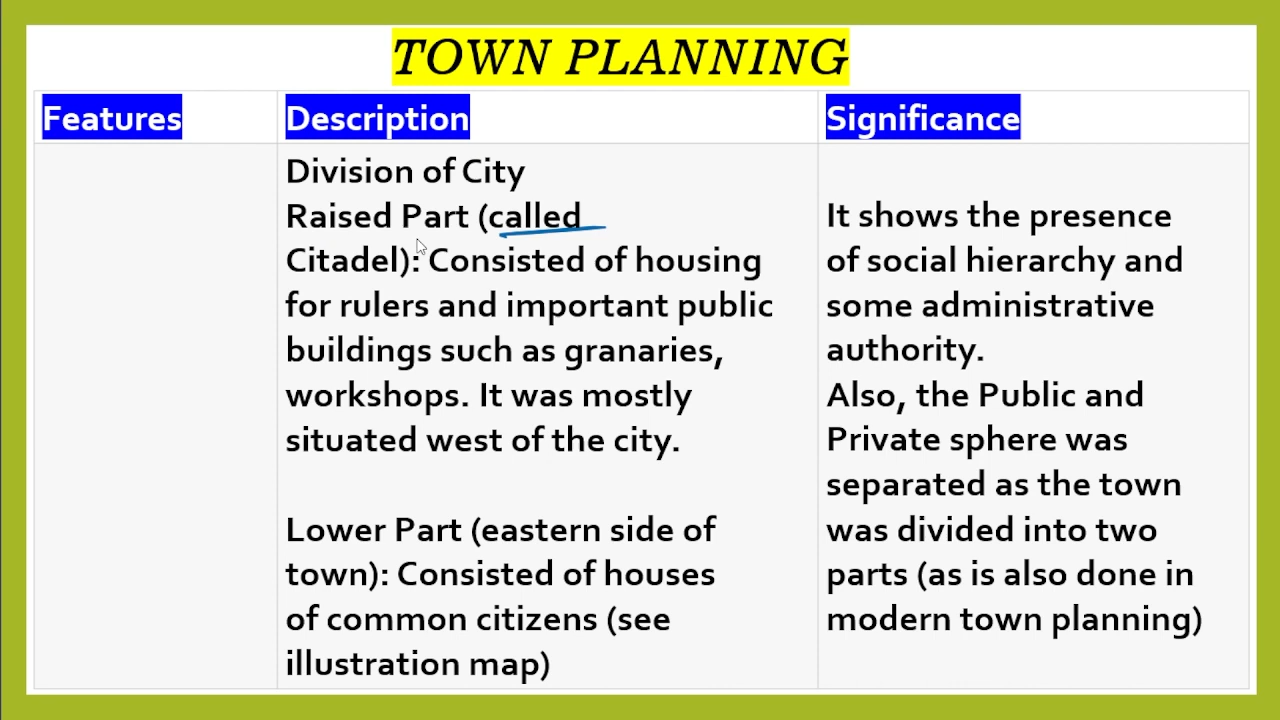 TOWN PLANNING
Features
Description
Significance
Division of City
Raised Part (called
Citadel): Consisted of housing
for rulers and important public
buildings such as granaries,
workshops. It was mostly
situated west of the city.
Lower Part (eastern side of
town): Consisted of houses
of common citizens (see
illustration map)
It shows the presence
of social hierarchy and
some administrative
authority.
Also, the Public and
Private sphere was
separated as the town
was divided into two
parts (as is also done in
modern town planning)